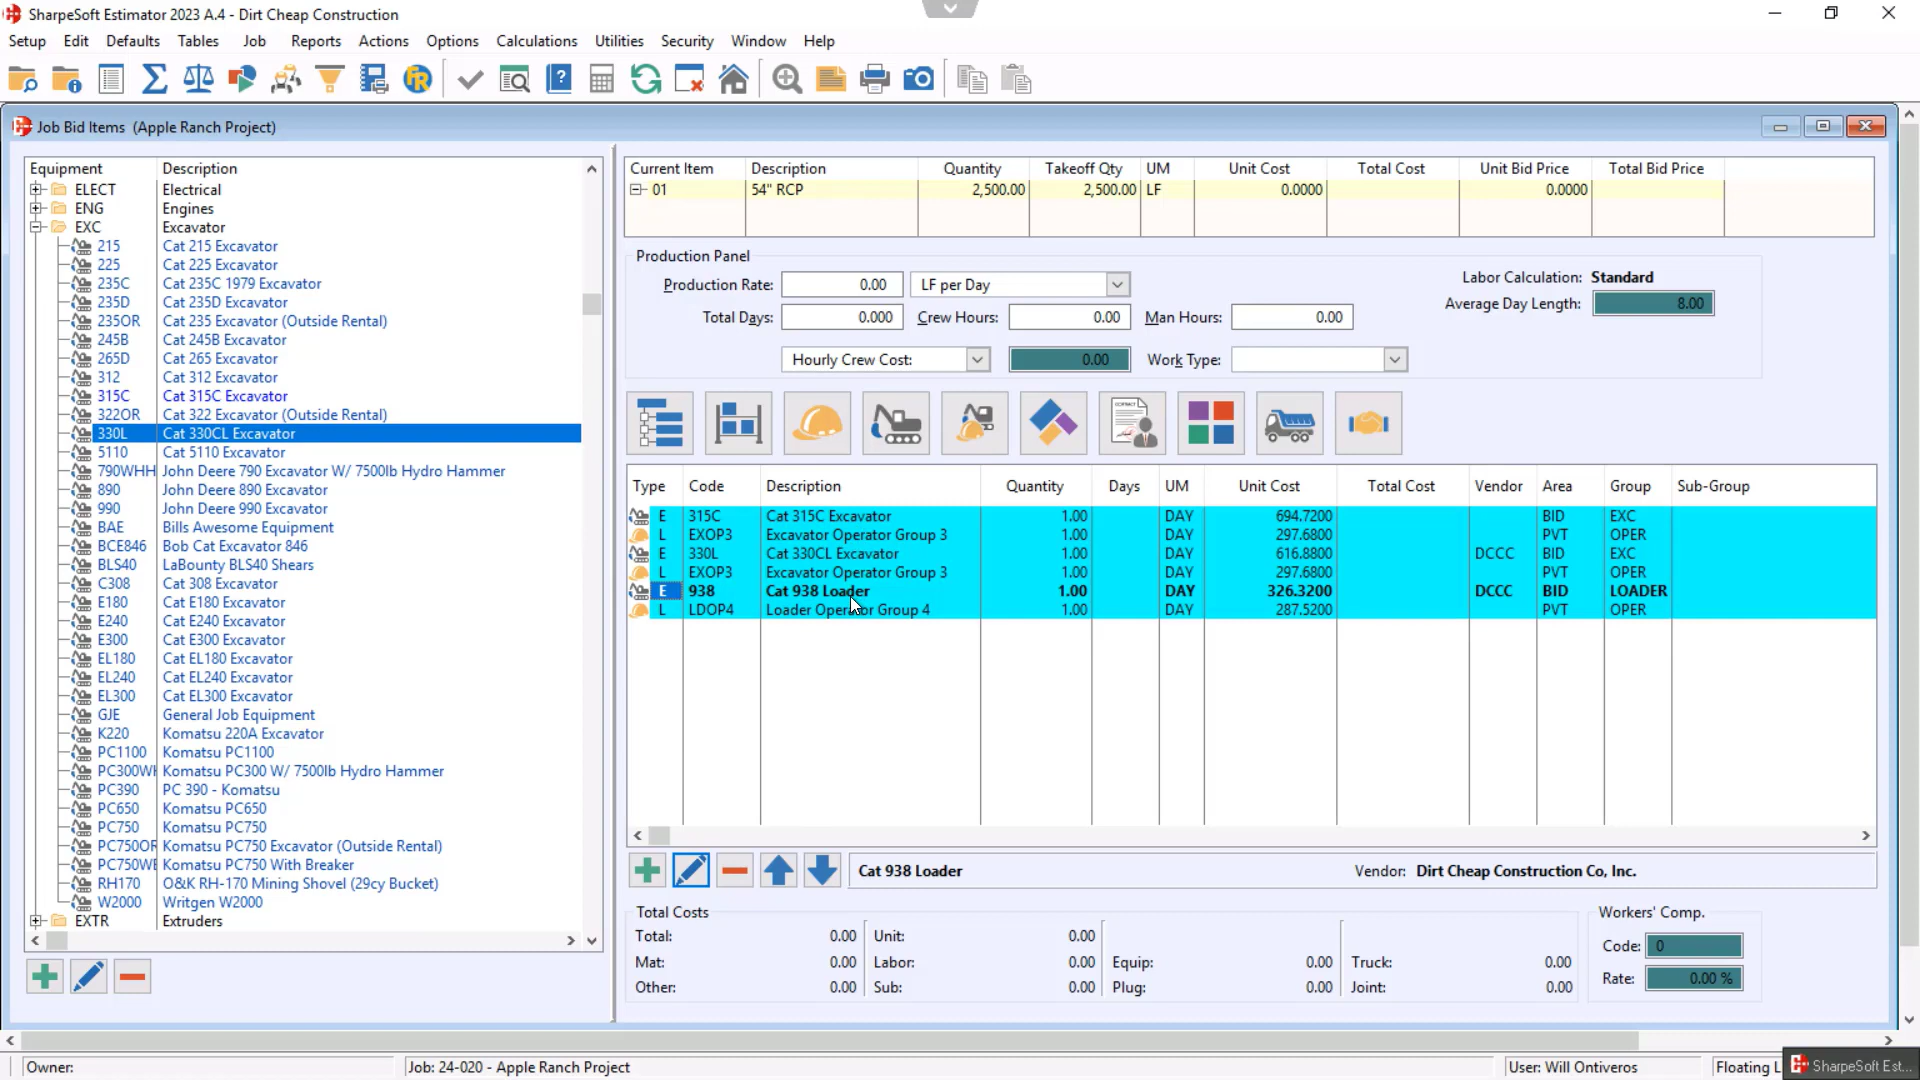 SharpeSoft Estimator 2023 A.4 - Dirt Cheap Construction
Setup Edit Defaults Tables Job Reports Actions Options Calculations Utilities Security Window Help
Job Bid Items (Apple Ranch Project)
Equipment Description
ELECT Electrical
ENG Engines
EXC Excavator
215 Cat 215 Excavator
225 Cat 225 Excavator
235C Cat 235C 1979 Excavator
235D Cat 235D Excavator
235OR Cat 235 Excavator (Outside Rental)
245B Cat 245B Excavator
265D Cat 265 Excavator
312 Cat 312 Excavator
315C Cat 315C Excavator
322OR Cat 322 Excavator (Outside Rental)
330L Cat 330CL Excavator
5110 Cat 5110 Excavator
790WHH John Deere 790 Excavator W/ 7500lb Hydro Hammer
890 John Deere 890 Excavator
990 John Deere 990 Excavator
BAE Bills Awesome Equipment
BCE846 Bob Cat Excavator 846
BLS40 LaBounty BLS40 Shears
C308 Cat 308 Excavator
E180 Cat E180 Excavator
E240 Cat E240 Excavator
E300 Cat E300 Excavator
EL180 Cat EL180 Excavator
EL240 Cat EL240 Excavator
EL300 Cat EL300 Excavator
GJE General Job Equipment
K220 Komatsu 220A Excavator
PC1100 Komatsu PC1100
PC300WH Komatsu PC300 W/ 7500lb Hydro Hammer
PC390 PC 390 - Komatsu
PC650 Komatsu PC650
PC750 Komatsu PC750
PC750OR Komatsu PC750 Excavator (Outside Rental)
PC750WB Komatsu PC750 With Breaker
RH170 O&K RH-170 Mining Shovel (29cy Bucket)
W2000 Writgen W2000
EXTR Extruders
Current Item Description Quantity Takeoff Qty UM Unit Cost Total Cost Unit Bid Price Total Bid Price
01 54" RCP 2,500.00 2,500.00 LF 0.0000 0.0000
Production Panel
Production Rate: 0.00 LF per Day Labor Calculation: Standard
Average Day Length: 8.00
Total Days: 0.000 Crew Hours: 0.00 Man Hours: 0.00
Hourly Crew Cost: 0.00 Work Type:
Type Code Description Quantity Days UM Unit Cost Total Cost Vendor Area Group Sub-Group
E 315C Cat 315C Excavator 1.00 DAY 694.7200 BID EXC
L EXOP3 Excavator Operator Group 3 1.00 DAY 297.6800 PVT OPER
E 330L Cat 330CL Excavator 1.00 DAY 616.8800 DCCC BID EXC
L EXOP3 Excavator Operator Group 3 1.00 DAY 297.6800 PVT OPER
E 938 Cat 938 Loader 1.00 DAY 326.3200 DCCC BID LOADER
L LDOP4 Loader Operator Group 4 1.00 DAY 287.5200 PVT OPER
Cat 938 Loader Vendor: Dirt Cheap Construction Co, Inc.
Total Costs
Total: 0.00 Unit: 0.00
Mat: 0.00 Labor: 0.00 Equip: 0.00 Truck: 0.00
Other: 0.00 Sub: 0.00 Plug: 0.00 Joint: 0.00
Workers' Comp.
Code: 0
Rate: 0.00 %
Owner: Job: 24-020 - Apple Ranch Project User: Will Ontiveros Floating L
SharpeSoft Est...